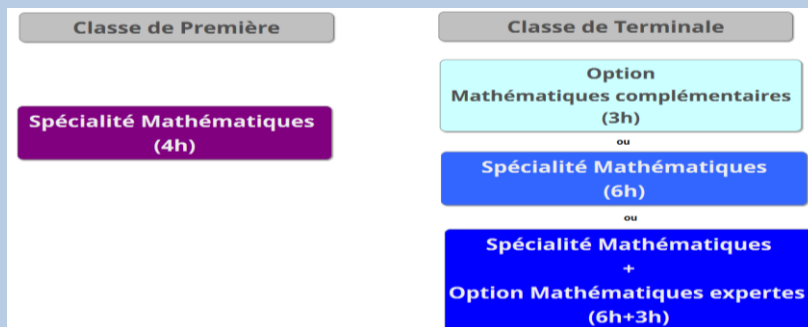 Classe de Première
Spécialité Mathématiques
(4h)
Classe de Terminale
Option
Mathématiques complémentaires
(3h)
ou
Spécialité Mathématiques
(6h)
ou
Spécialité Mathématiques
+
Option Mathématiques expertes
(6h+3h)